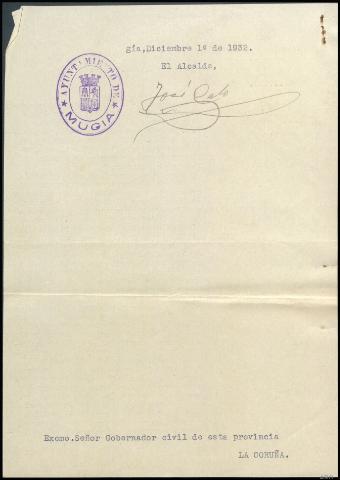 gía,Diciembre 1º de 1932.
El Alcalde,
AYUNTAMIENTO DE
★ MUGIA ★
José
Excmo.Señor Gobernador civil de esta provincia
LA CORUÑA.